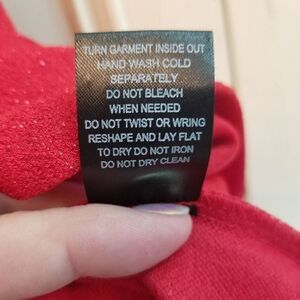 TURN GARMENT INSIDE OUT
HAND WASH COLD
SEPARATELY
DO NOT BLEACH
WHEN NEEDED
DO NOT TWIST OR WRING
RESHAPE AND LAY FLAT
TO DRY DO NOT IRON
DO NOT DRY CLEAN